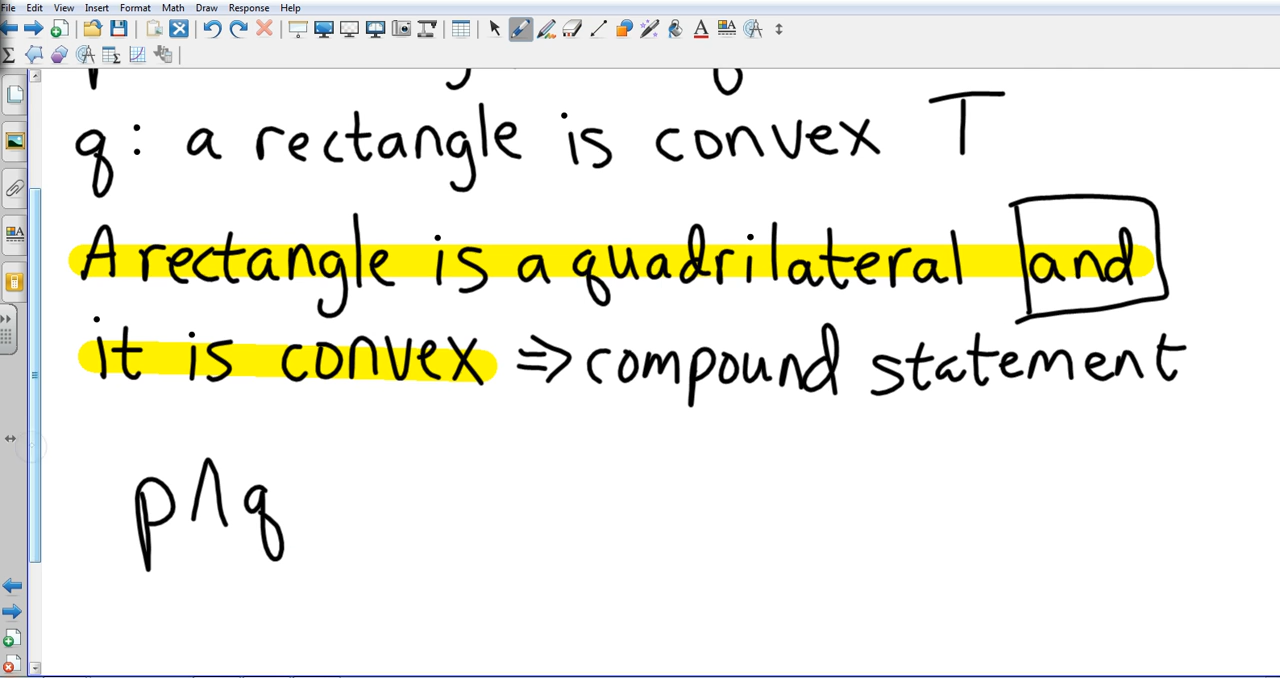 File Edit View Insert Format Math Draw Response Help
q: a rectangle is convex T
A rectangle is a quadrilateral and
it is convex ⇒ compound statement
p∧q